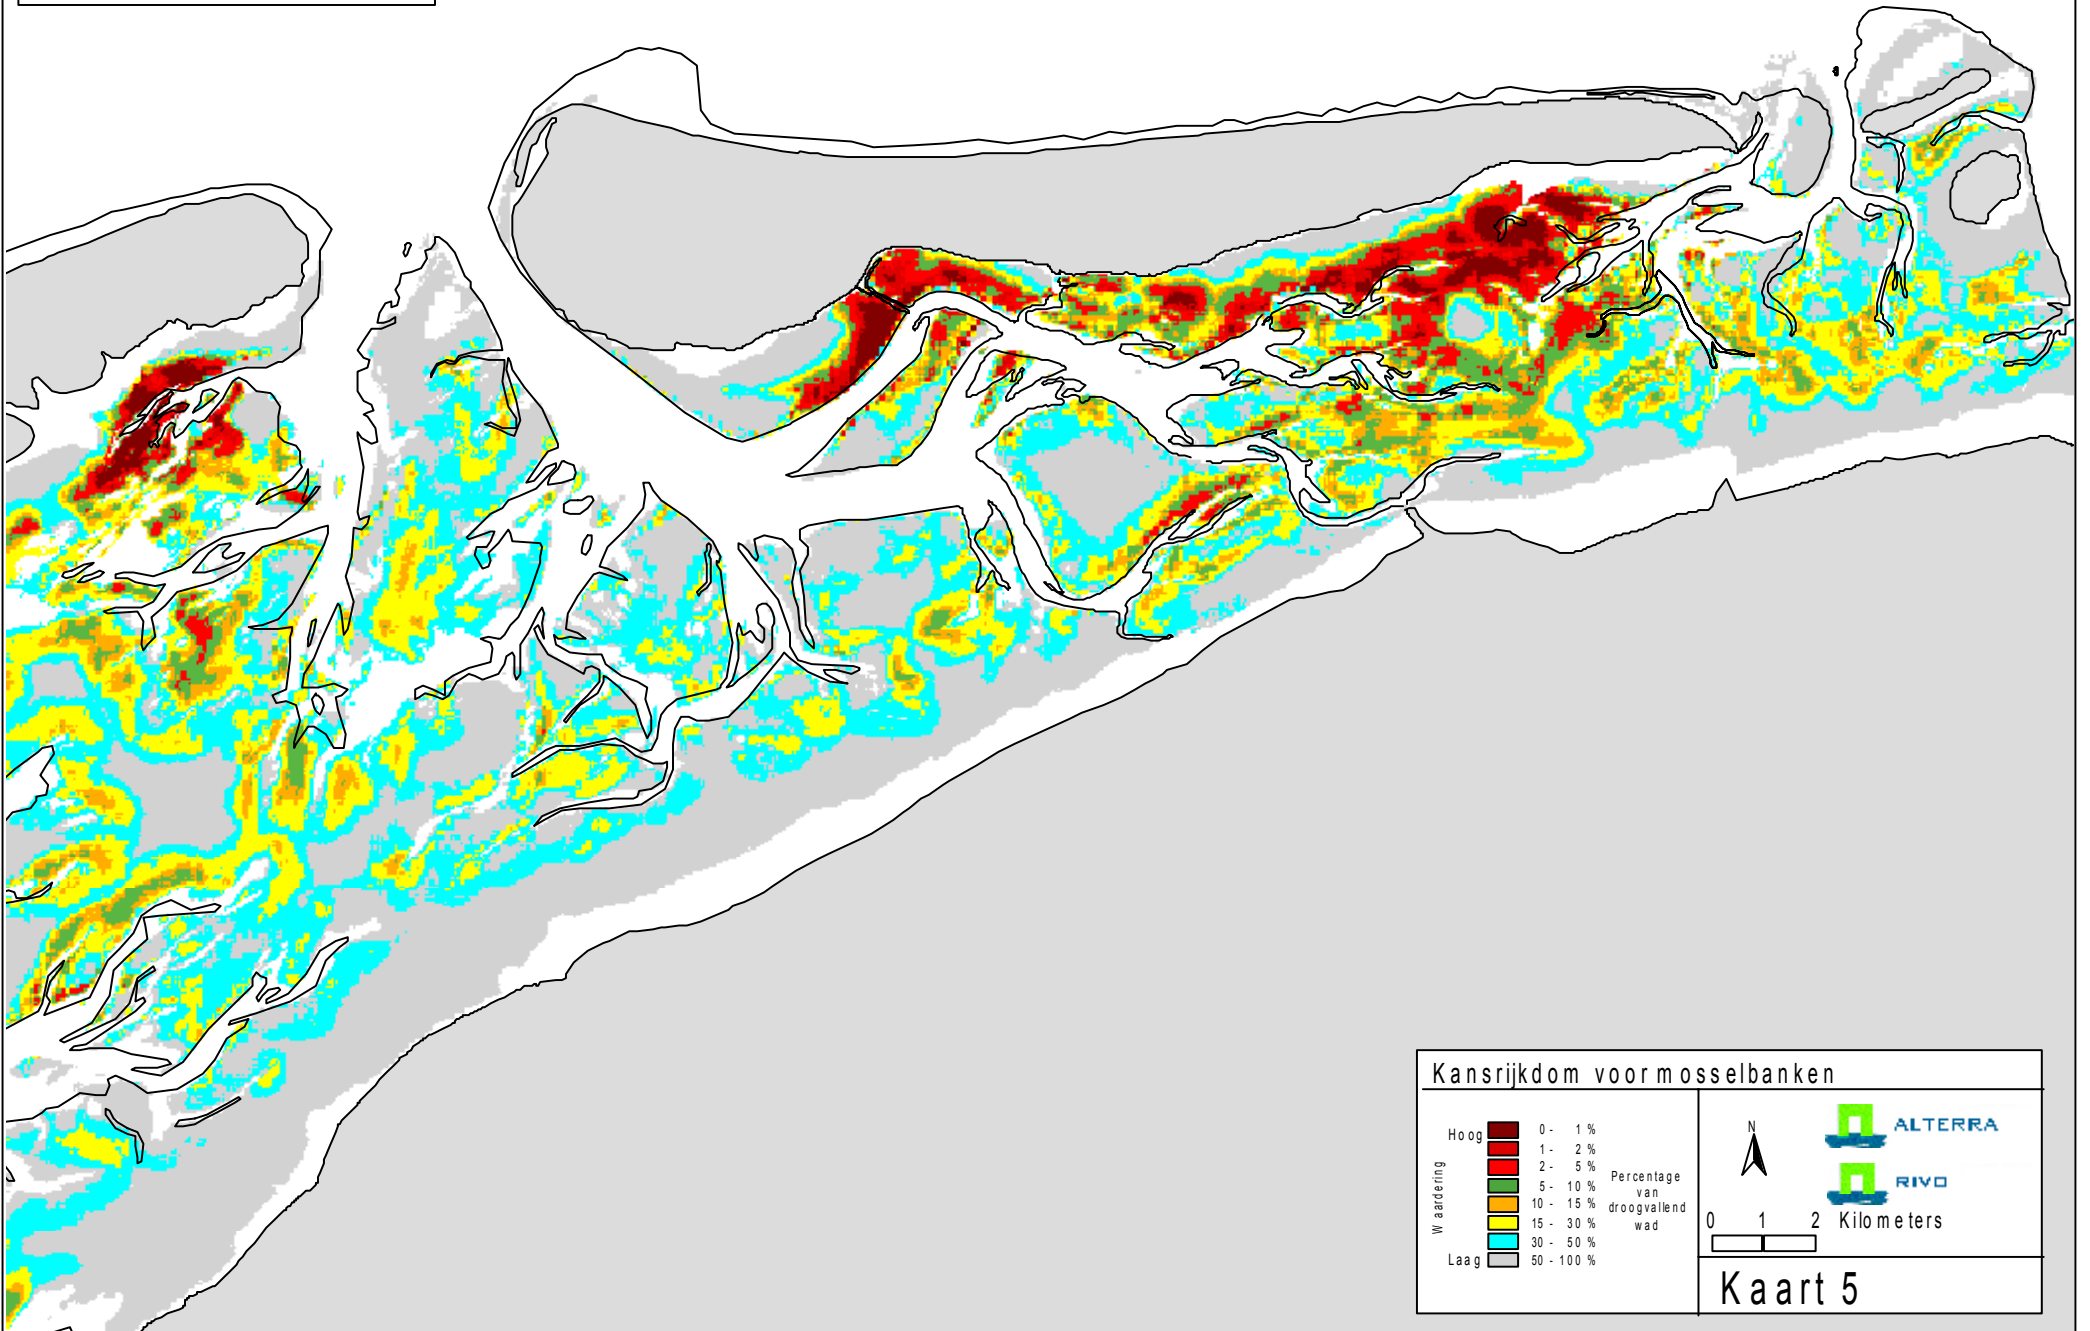 Kansrijkdom voor mosselbanken
Hoog
Waardering
Laag
0 - 1 %
1 - 2 %
2 - 5 %
5 - 10 %
10 - 15 %
15 - 30 %
30 - 50 %
50 - 100 %
Percentage
van
droogvallend
wad
N
ALTERRA
RIVO
0 1 2 Kilometers
Kaart 5